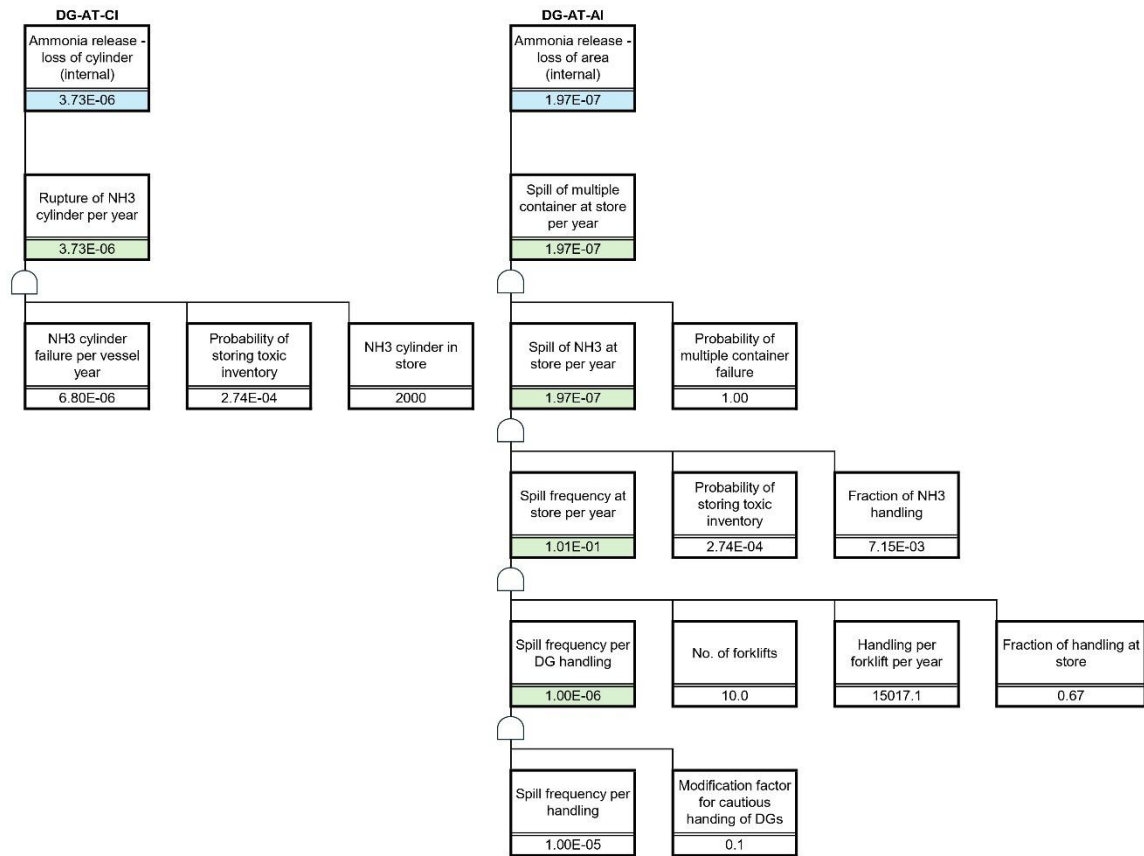 DG-AT-CI
Ammonia release -
loss of cylinder
(internal)
3.73E-06
Rupture of NH3
cylinder per year
3.73E-06
NH3 cylinder
failure per vessel
year
6.80E-06
Probability of
storing toxic
inventory
2.74E-04
NH3 cylinder in
store
2000
DG-AT-AI
Ammonia release -
loss of area
(internal)
1.97E-07
Spill of multiple
container at store
per year
1.97E-07
Spill of NH3 at
store per year
1.97E-07
Probability of
multiple container
failure
1.00
Spill frequency at
store per year
1.01E-01
Probability of
storing toxic
inventory
2.74E-04
Fraction of NH3
handling
7.15E-03
Spill frequency per
DG handling
1.00E-06
No. of forklifts
10.0
Handling per
forklift per year
15017.1
Fraction of handling at
store
0.67
Spill frequency per
handling
1.00E-05
Modification factor
for cautious
handing of DGs
0.1